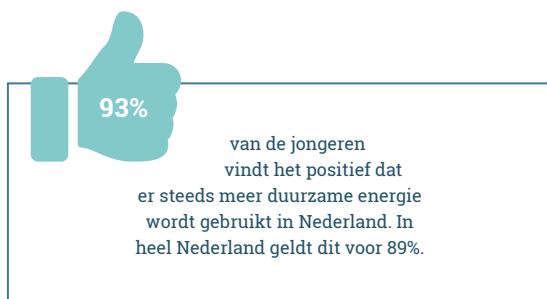 93%
van de jongeren
vindt het positief dat
er steeds meer duurzame energie
wordt gebruikt in Nederland. In
heel Nederland geldt dit voor 89%.